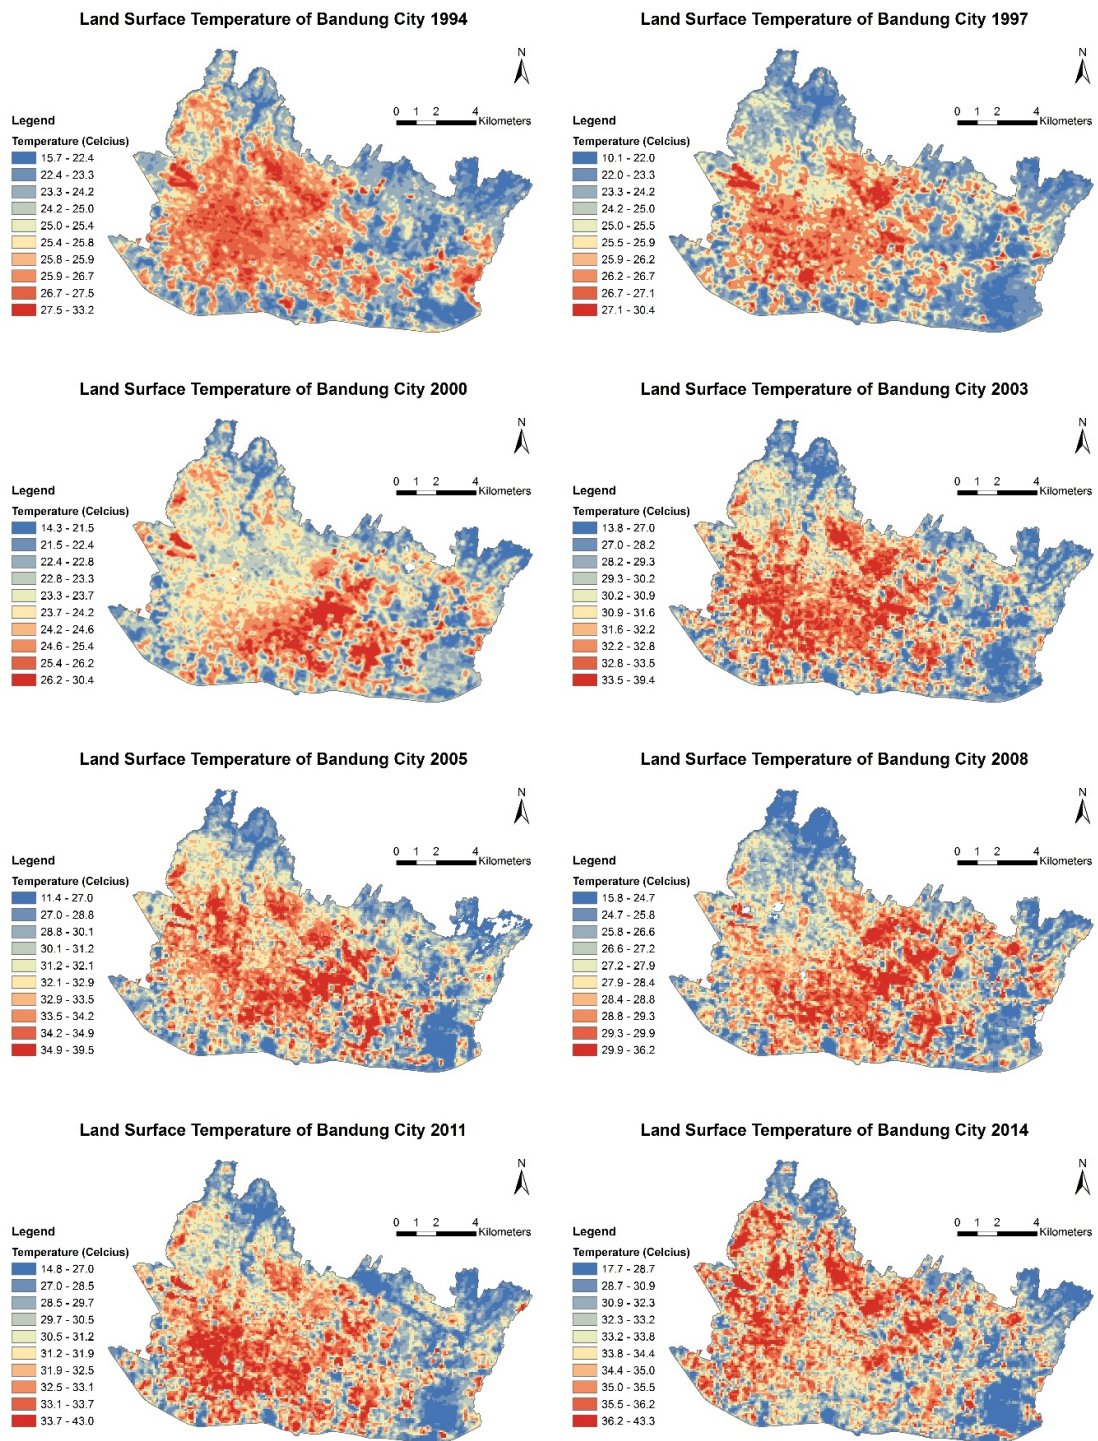 Land Surface Temperature of Bandung City 1994
N
0 1 2 4
Kilometers
Legend
Temperature (Celcius)
15.7 - 22.4
22.4 - 23.3
23.3 - 24.2
24.2 - 25.0
25.0 - 25.4
25.4 - 25.8
25.8 - 25.9
25.9 - 26.7
26.7 - 27.5
27.5 - 33.2
Land Surface Temperature of Bandung City 1997
N
0 1 2 4
Kilometers
Legend
Temperature (Celcius)
10.1 - 22.0
22.0 - 23.3
23.3 - 24.2
24.2 - 25.0
25.0 - 25.5
25.5 - 25.9
25.9 - 26.2
26.2 - 26.7
26.7 - 27.1
27.1 - 30.4
Land Surface Temperature of Bandung City 2000
N
0 1 2 4
Kilometers
Legend
Temperature (Celcius)
14.3 - 21.5
21.5 - 22.4
22.4 - 22.8
22.8 - 23.3
23.3 - 23.7
23.7 - 24.2
24.2 - 24.6
24.6 - 25.4
25.4 - 26.2
26.2 - 30.4
Land Surface Temperature of Bandung City 2003
N
0 1 2 4
Kilometers
Legend
Temperature (Celcius)
13.8 - 27.0
27.0 - 28.2
28.2 - 29.3
29.3 - 30.2
30.2 - 30.9
30.9 - 31.6
31.6 - 32.2
32.2 - 32.8
32.8 - 33.5
33.5 - 39.4
Land Surface Temperature of Bandung City 2005
N
0 1 2 4
Kilometers
Legend
Temperature (Celcius)
11.4 - 27.0
27.0 - 28.8
28.8 - 30.1
30.1 - 31.2
31.2 - 32.1
32.1 - 32.9
32.9 - 33.5
33.5 - 34.2
34.2 - 34.9
34.9 - 39.5
Land Surface Temperature of Bandung City 2008
N
0 1 2 4
Kilometers
Legend
Temperature (Celcius)
15.8 - 24.7
24.7 - 25.8
25.8 - 26.6
26.6 - 27.2
27.2 - 27.9
27.9 - 28.4
28.4 - 28.8
28.8 - 29.3
29.3 - 29.9
29.9 - 36.2
Land Surface Temperature of Bandung City 2011
N
0 1 2 4
Kilometers
Legend
Temperature (Celcius)
14.8 - 27.0
27.0 - 28.5
28.5 - 29.7
29.7 - 30.5
30.5 - 31.2
31.2 - 31.9
31.9 - 32.5
32.5 - 33.1
33.1 - 33.7
33.7 - 43.0
Land Surface Temperature of Bandung City 2014
N
0 1 2 4
Kilometers
Legend
Temperature (Celcius)
17.7 - 28.7
28.7 - 30.9
30.9 - 32.3
32.3 - 33.2
33.2 - 33.8
33.8 - 34.4
34.4 - 35.0
35.0 - 35.5
35.5 - 36.2
36.2 - 43.3